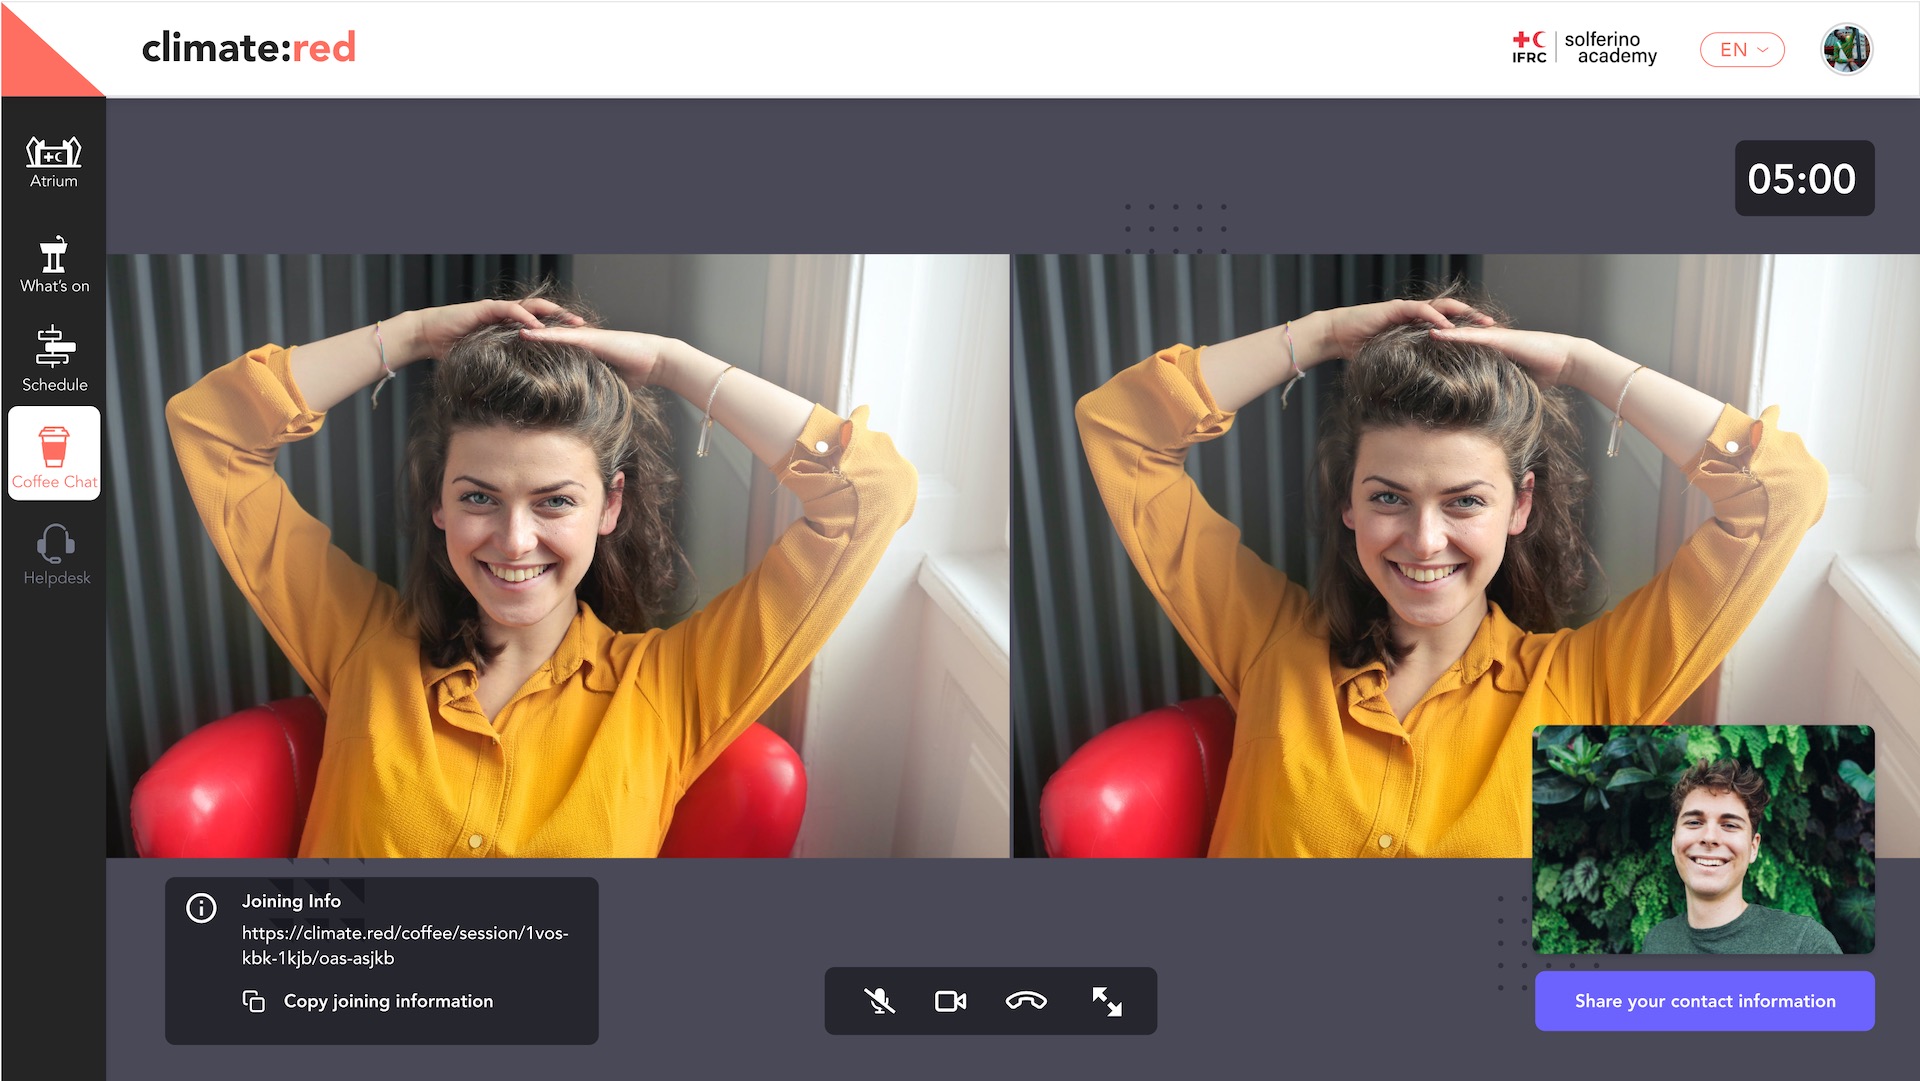 climate:red
IFRC
solferino
academy
EN
Atrium
What's on
Schedule
Coffee Chat
Helpdesk
05:00
Joining Info
https://climate.red/coffee/session/1vos-
kbk-1kjb/oas-asjkb
Copy joining information
Share your contact information